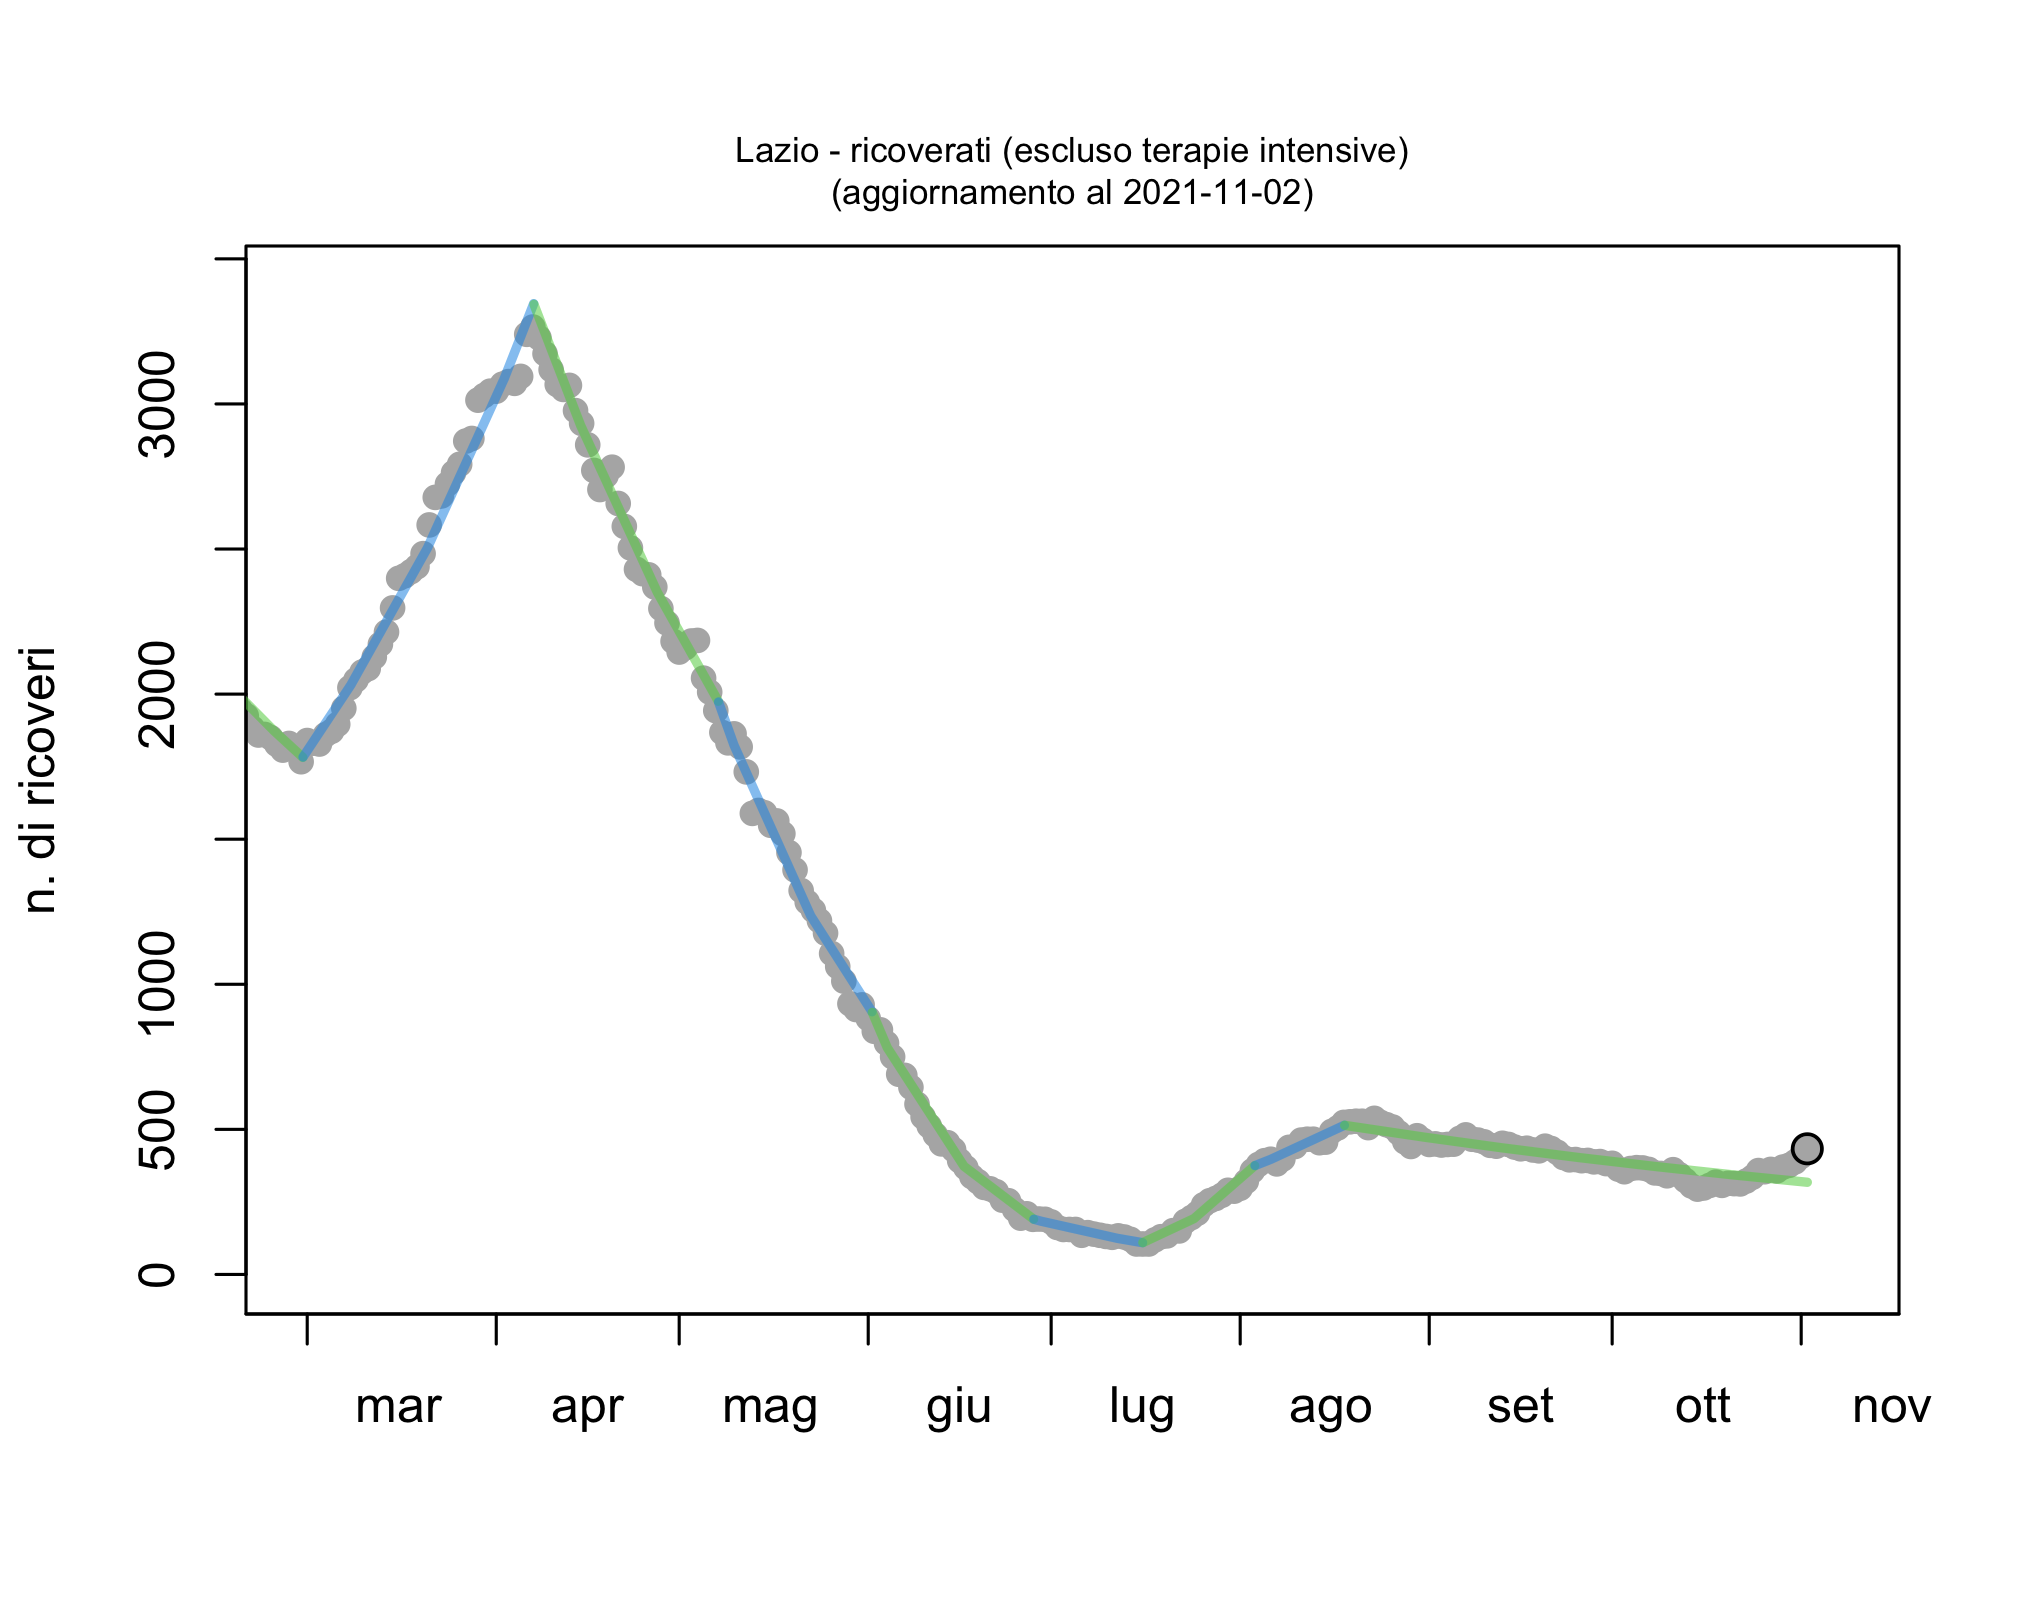 Lazio - ricoverati (escluso terapie intensive)
(aggiornamento al 2021-11-02)
n. di ricoveri
3000
2000
1000
500
0
mar apr mag giu lug ago set ott nov